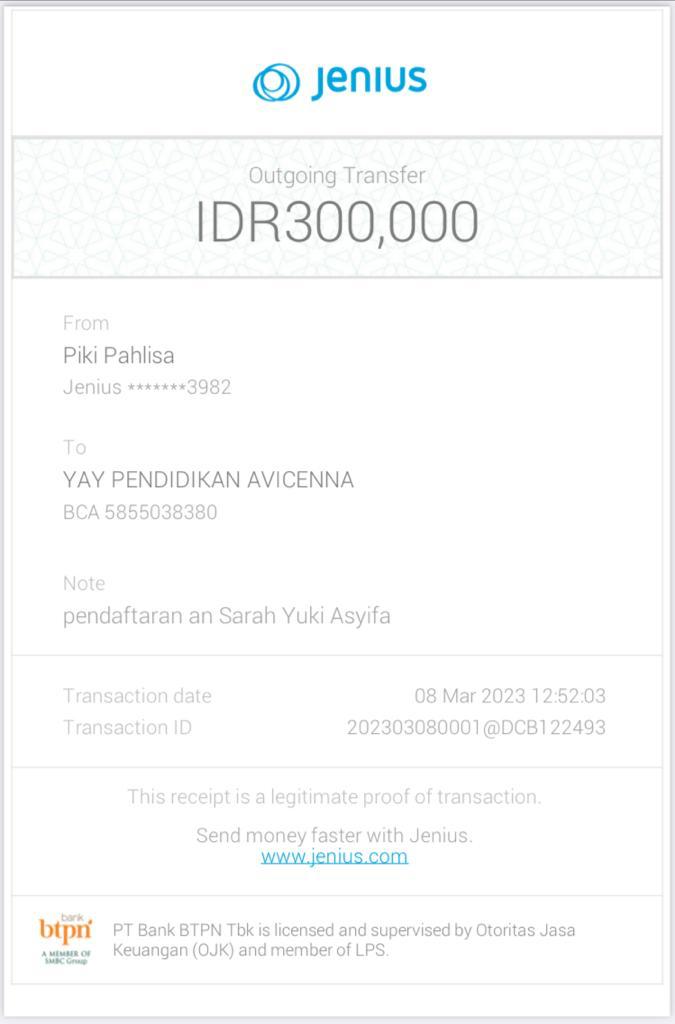 jenius
Outgoing Transfer
IDR300,000
From
Piki Pahlisa
Jenius *******3982
To
YAY PENDIDIKAN AVICENNA
BCA 5855038380
Note
pendaftaran an Sarah Yuki Asyifa
Transaction date 08 Mar 2023 12:52:03
Transaction ID 202303080001@DCB122493
This receipt is a legitimate proof of transaction.
Send money faster with Jenius.
www.jenius.com
bank
btpn
A MEMBER OF
SMBC Group
PT Bank BTPN Tbk is licensed and supervised by Otoritas Jasa
Keuangan (OJK) and member of LPS.